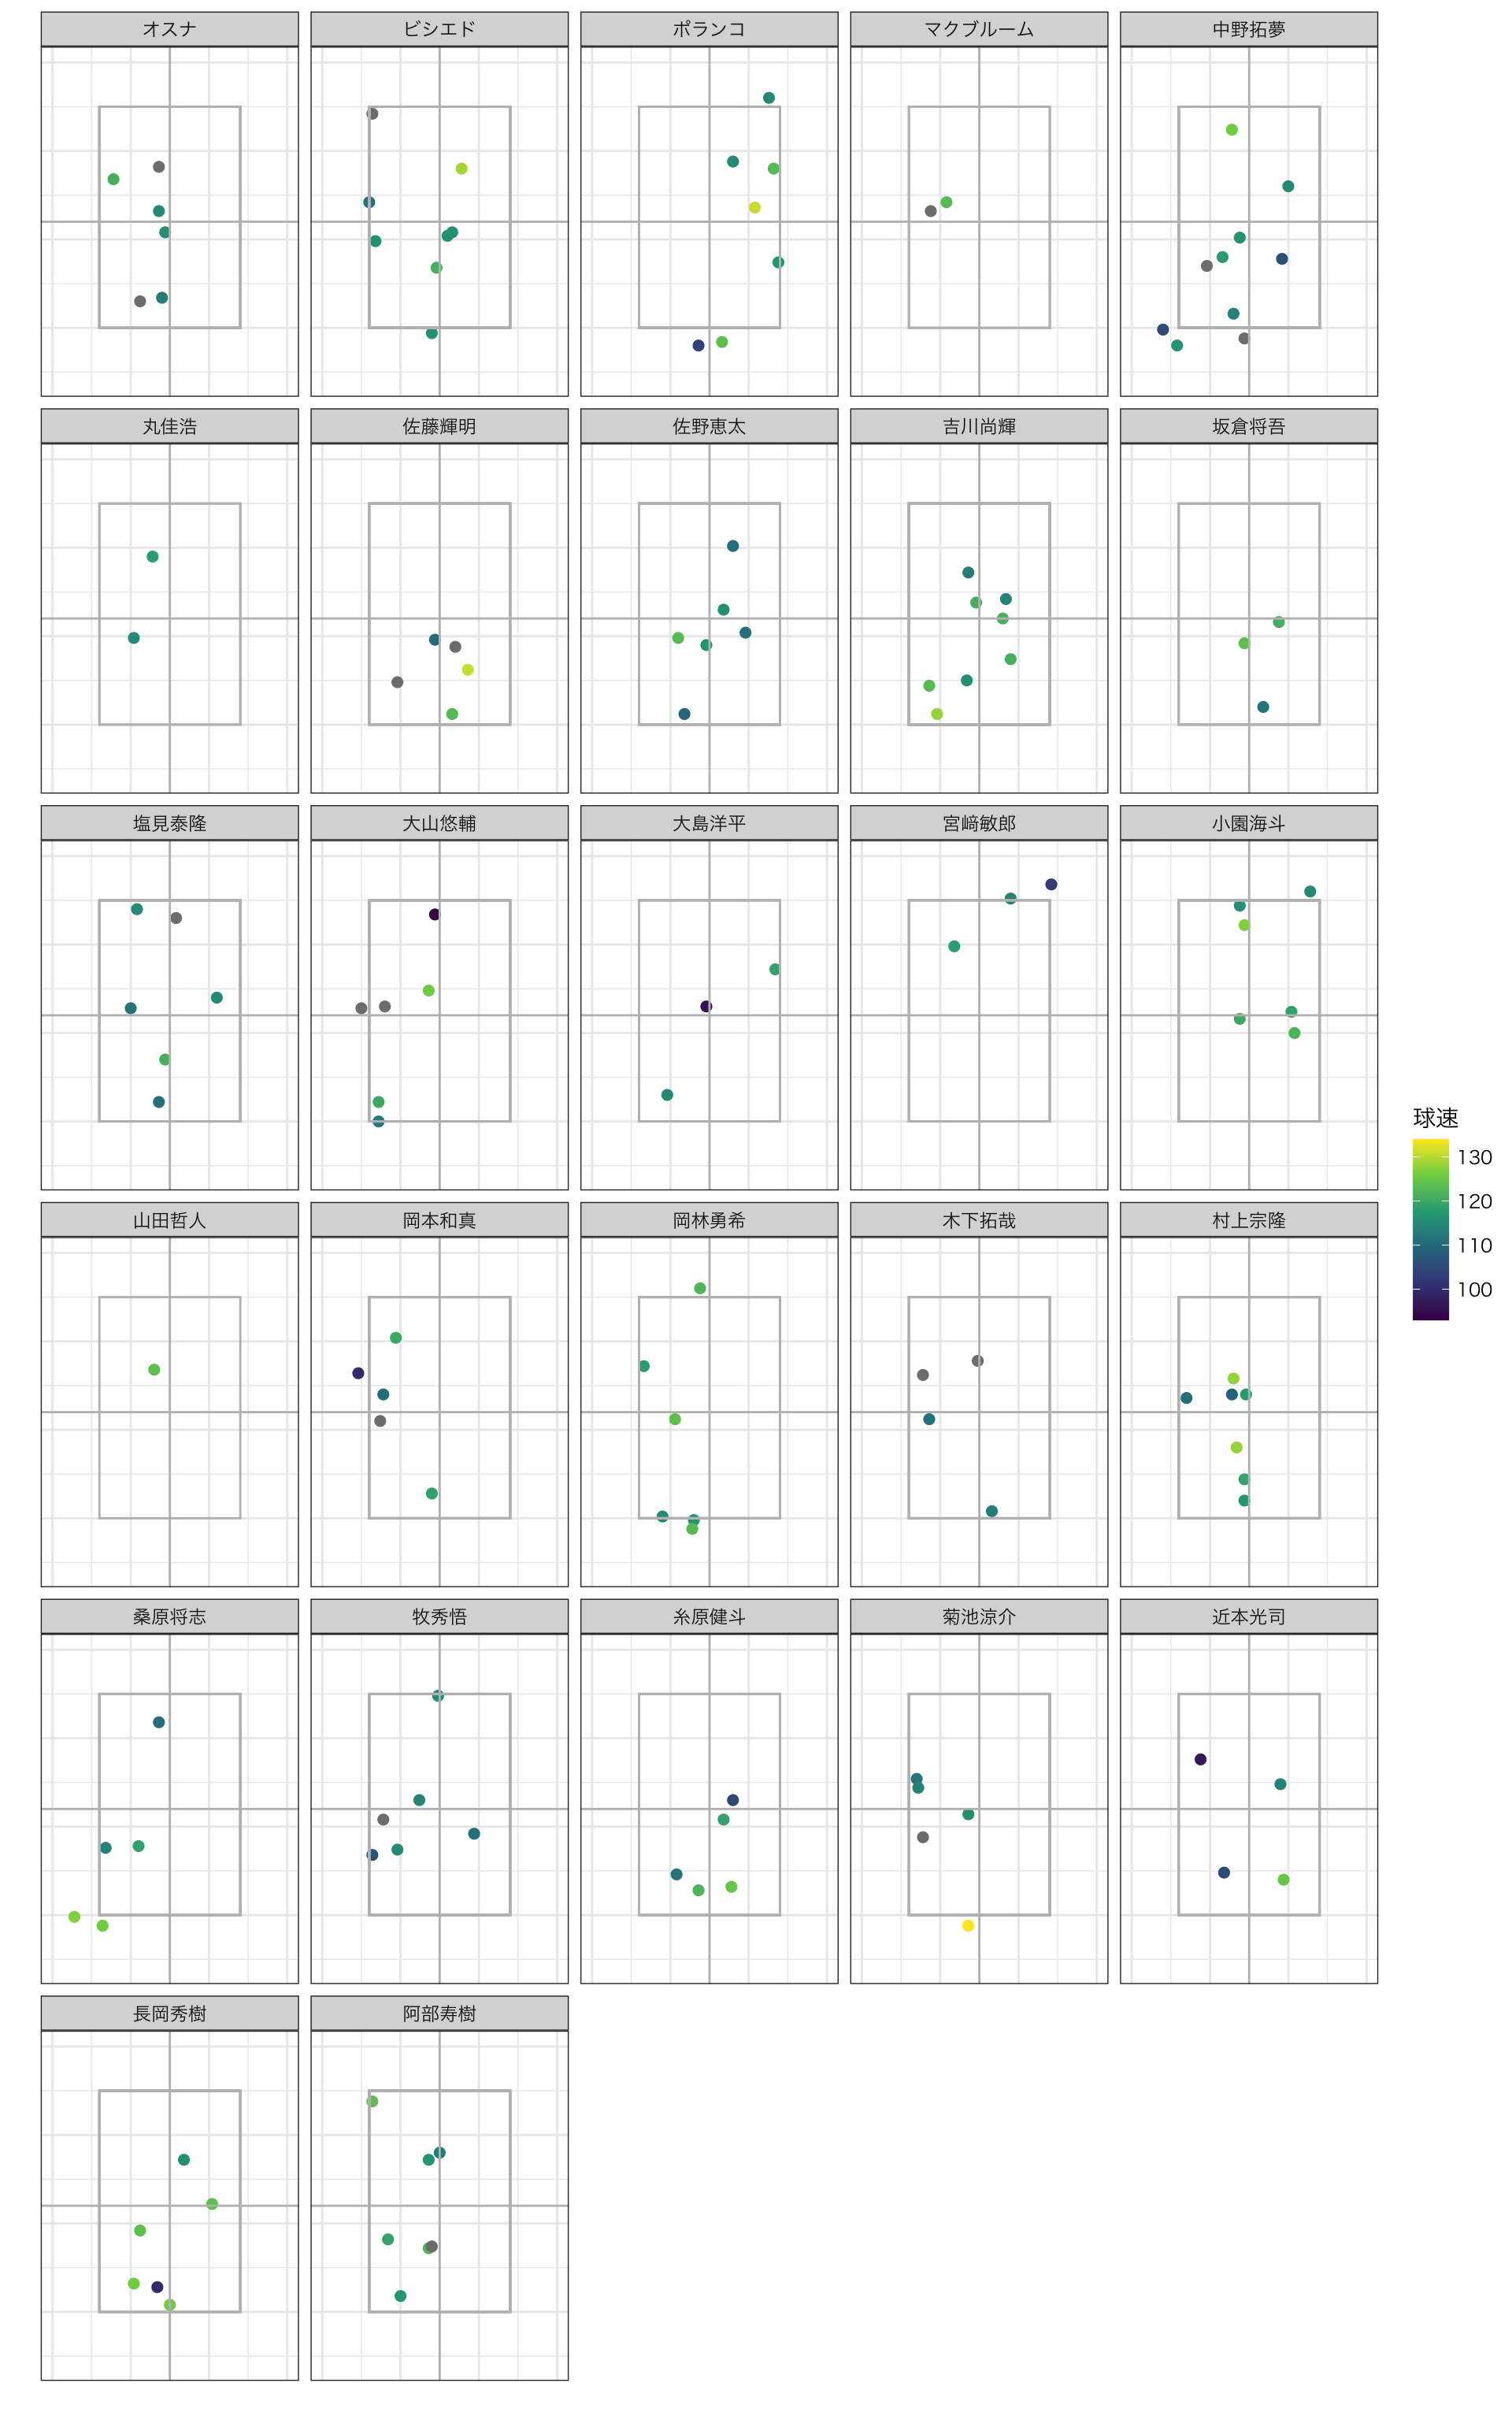 オスナ
ビシエド
ポランコ
マクブルーム
中野拓夢
丸佳浩
佐藤輝明
佐野恵太
吉川尚輝
坂倉将吾
塩見泰隆
大山悠輔
大島洋平
宮﨑敏郎
小園海斗
球速
130
120
110
100
山田哲人
岡本和真
岡林勇希
木下拓哉
村上宗隆
桑原将志
牧秀悟
糸原健斗
菊池涼介
近本光司
長岡秀樹
阿部寿樹